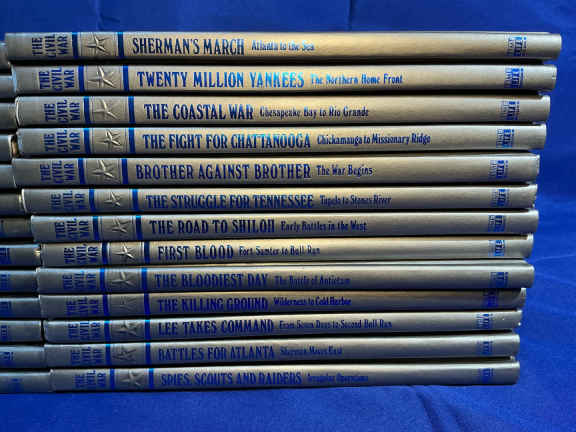 THE CIVIL WAR SHERMAN'S MARCH Atlanta to the Sea
THE CIVIL WAR TWENTY MILLION YANKEES The Northern Home Front
THE CIVIL WAR THE COASTAL WAR Chesapeake Bay to Rio Grande
THE CIVIL WAR THE FIGHT FOR CHATTANOOGA Chickamauga to Missionary Ridge
THE CIVIL WAR BROTHER AGAINST BROTHER The War Begins
THE CIVIL WAR THE STRUGGLE FOR TENNESSEE Tupelo to Stones River
THE CIVIL WAR THE ROAD TO SHILOH Early Battles in the West
THE CIVIL WAR FIRST BLOOD Fort Sumter to Bull Run
THE CIVIL WAR THE BLOODIEST DAY The Battle of Antietam
THE CIVIL WAR THE KILLING GROUND Wilderness to Cold Harbor
THE CIVIL WAR LEE TAKES COMMAND From Seven Days to Second Bull Run
THE CIVIL WAR BATTLES FOR ATLANTA Sherman Moves East
THE CIVIL WAR SPIES, SCOUTS AND RAIDERS Irregular Operations